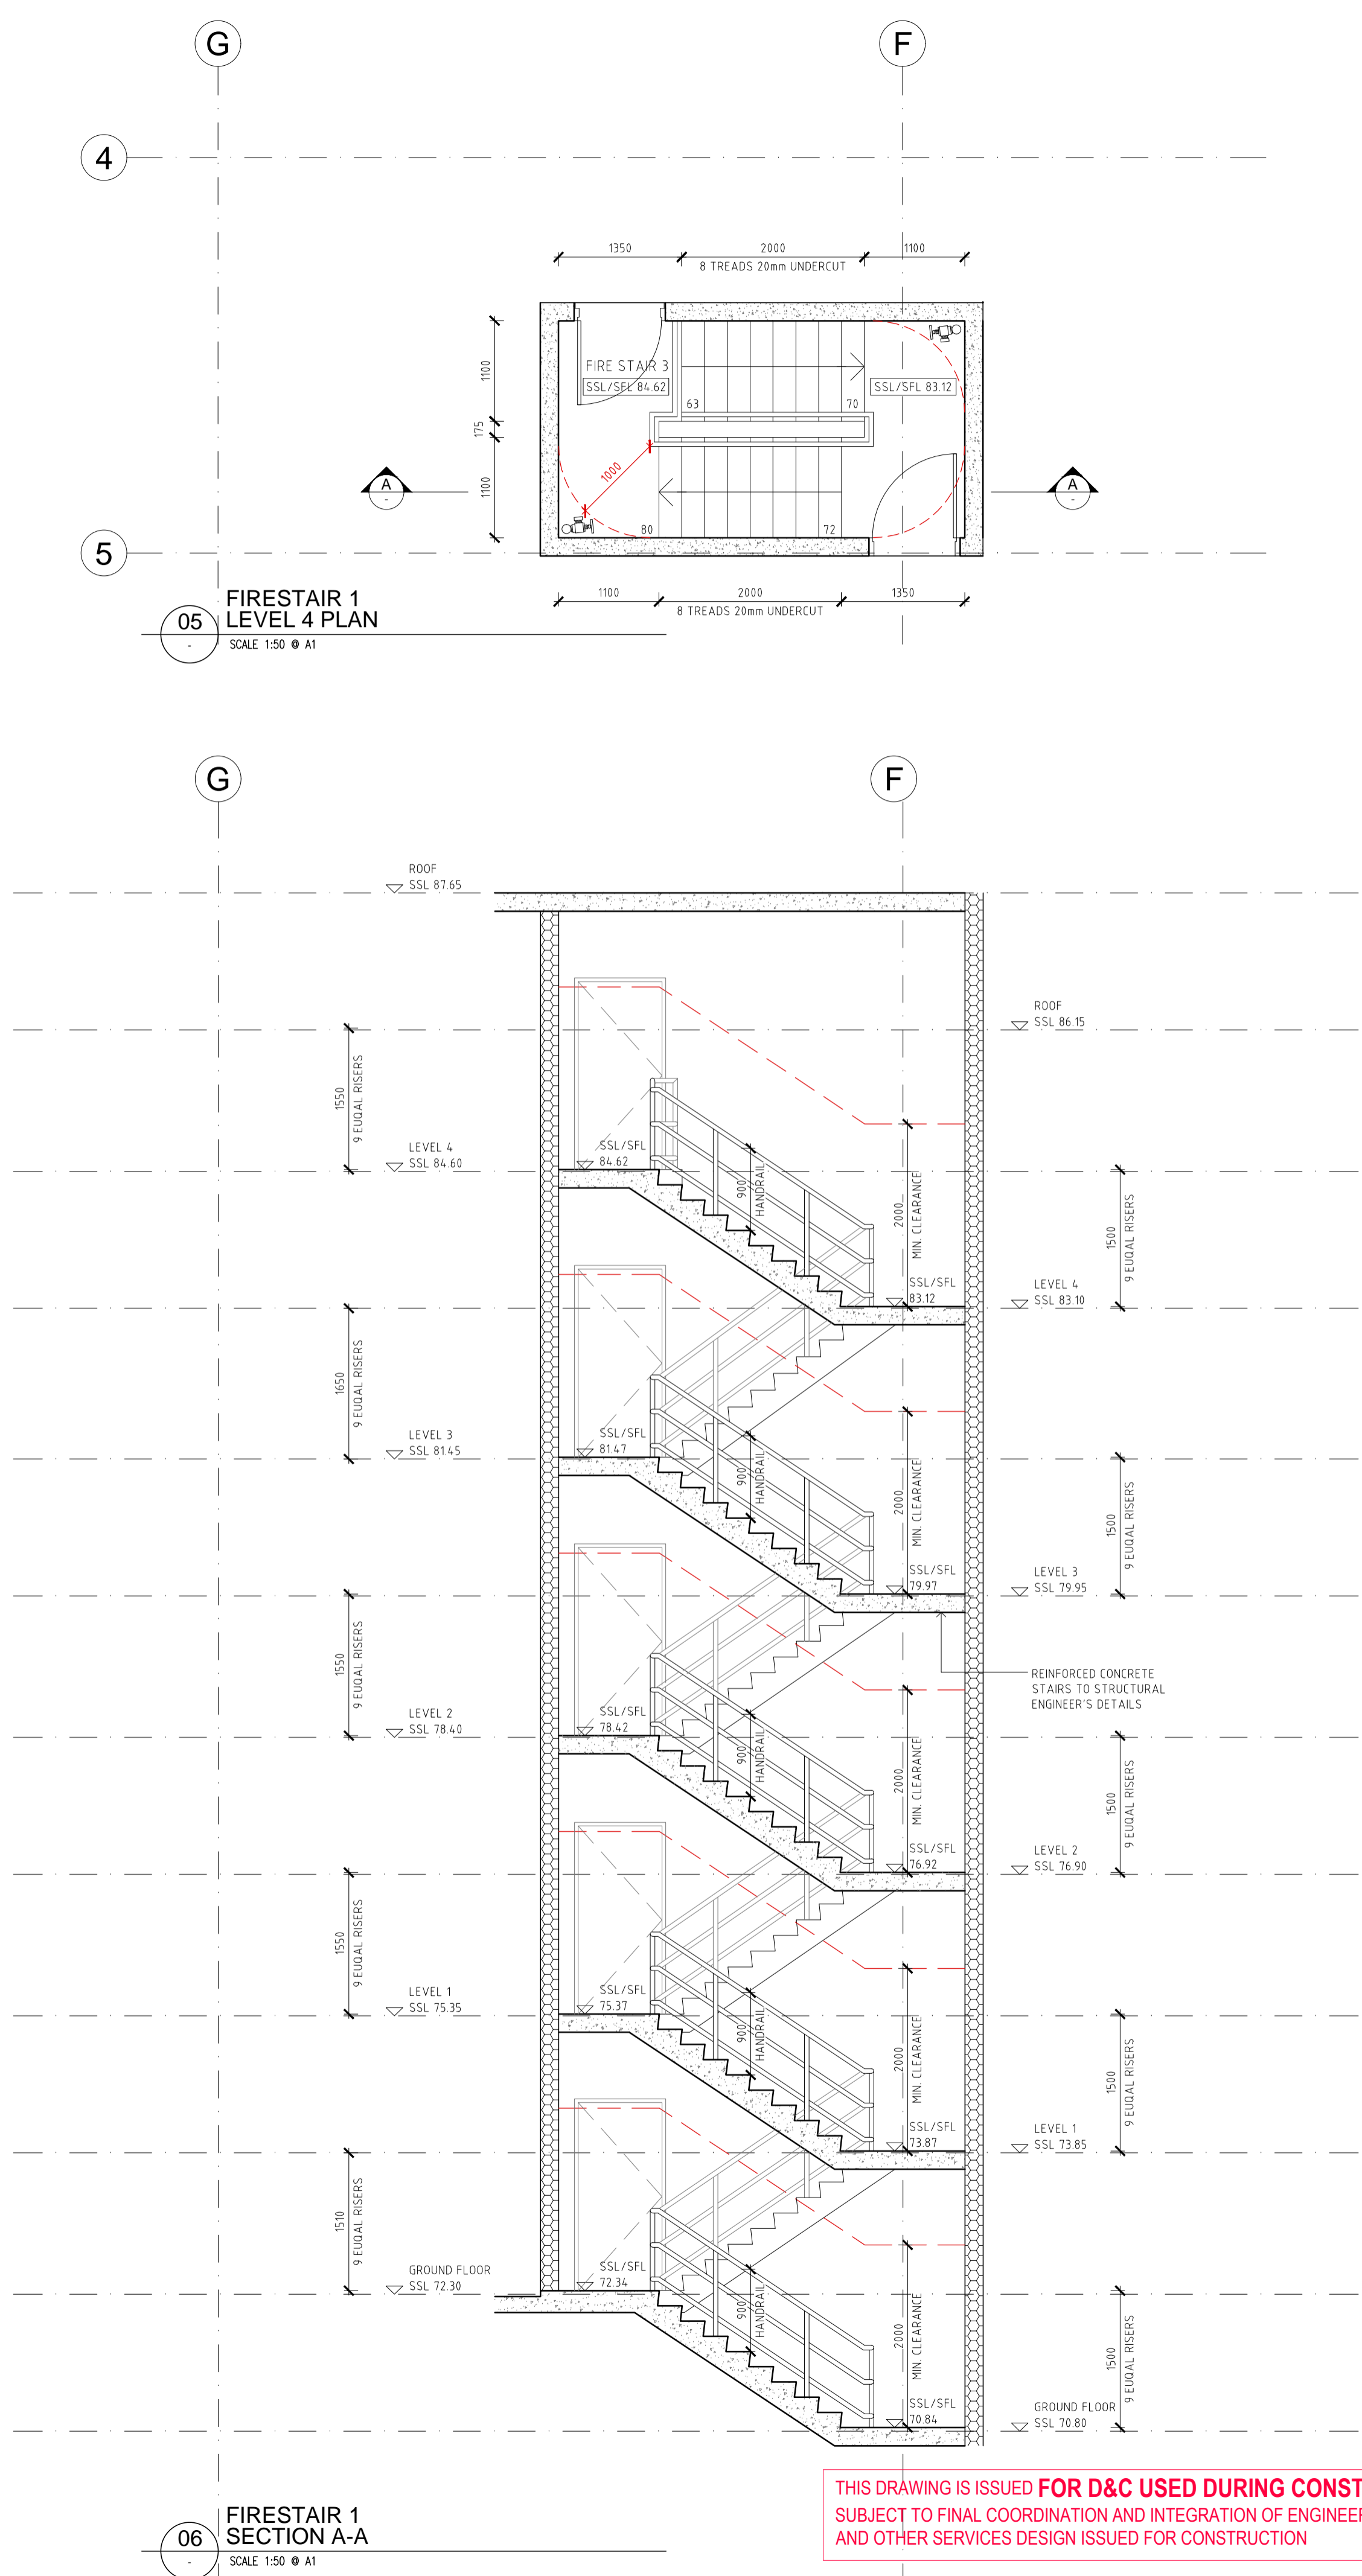 G
F
4
1350
2000
1100
8 TREADS 20mm UNDERCUT
1100
175
1100
FIRE STAIR 3
SSL/SFL 84.62
SSL/SFL 83.12
63
70
1000
A
-
A
-
80
72
5
1100
2000
1350
8 TREADS 20mm UNDERCUT
05
-
FIRESTAIR 1
LEVEL 4 PLAN
SCALE 1:50 @ A1
G
F
ROOF
SSL 87.65
ROOF
SSL 86.15
1550
9 EUQAL RISERS
LEVEL 4
SSL 84.60
SSL/SFL
84.62
900
HANDRAIL
2000
MIN. CLEARANCE
1500
9 EUQAL RISERS
SSL/SFL
83.12
LEVEL 4
SSL 83.10
1650
9 EUQAL RISERS
LEVEL 3
SSL 81.45
SSL/SFL
81.47
900
HANDRAIL
2000
MIN. CLEARANCE
1500
9 EUQAL RISERS
SSL/SFL
79.97
LEVEL 3
SSL 79.95
1550
9 EUQAL RISERS
REINFORCED CONCRETE
STAIRS TO STRUCTURAL
ENGINEER'S DETAILS
LEVEL 2
SSL 78.40
SSL/SFL
78.42
900
HANDRAIL
2000
MIN. CLEARANCE
1500
9 EUQAL RISERS
SSL/SFL
76.92
LEVEL 2
SSL 76.90
1550
9 EUQAL RISERS
LEVEL 1
SSL 75.35
SSL/SFL
75.37
900
HANDRAIL
2000
MIN. CLEARANCE
1500
9 EUQAL RISERS
SSL/SFL
73.87
LEVEL 1
SSL 73.85
1510
9 EUQAL RISERS
GROUND FLOOR
SSL 72.30
SSL/SFL
72.34
900
HANDRAIL
2000
MIN. CLEARANCE
1500
9 EUQAL RISERS
SSL/SFL
70.84
GROUND FLOOR
SSL 70.80
THIS DRAWING IS ISSUED FOR D&C USED DURING CONST
SUBJECT TO FINAL COORDINATION AND INTEGRATION OF ENGINEER
AND OTHER SERVICES DESIGN ISSUED FOR CONSTRUCTION
06
-
FIRESTAIR 1
SECTION A-A
SCALE 1:50 @ A1